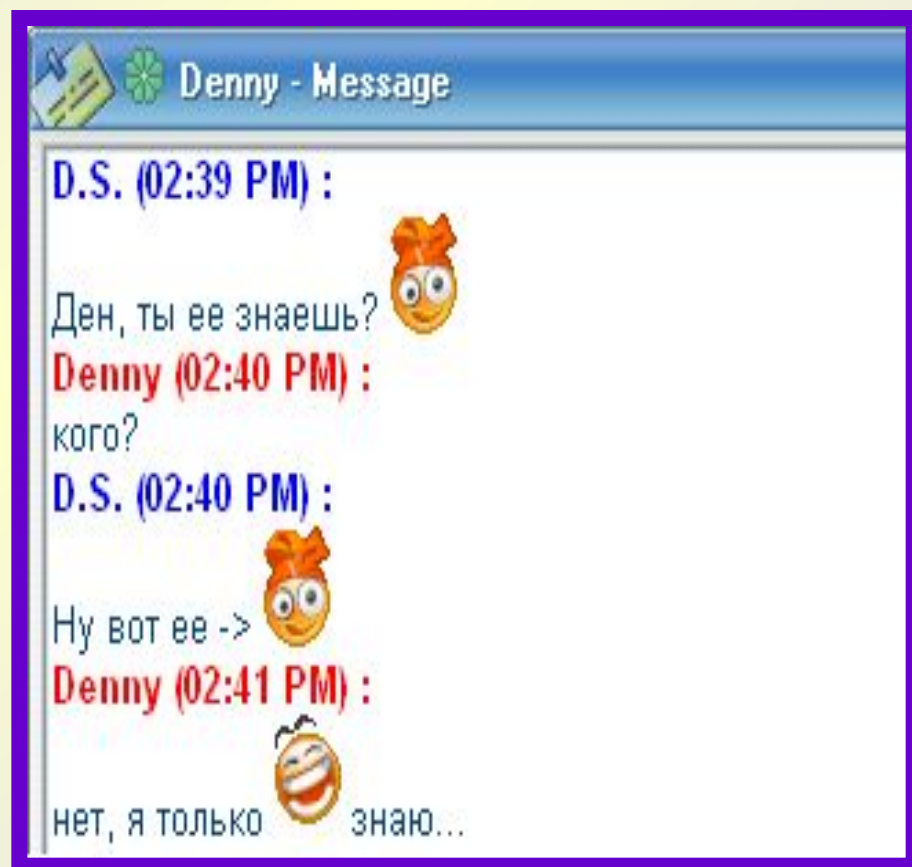 Denny - Message
D.S. (02:39 PM) :
Ден, ты ее знаешь?
Denny (02:40 PM) :
кого?
D.S. (02:40 PM) :
Ну вот ее ->
Denny (02:41 PM) :
нет, я только знаю...